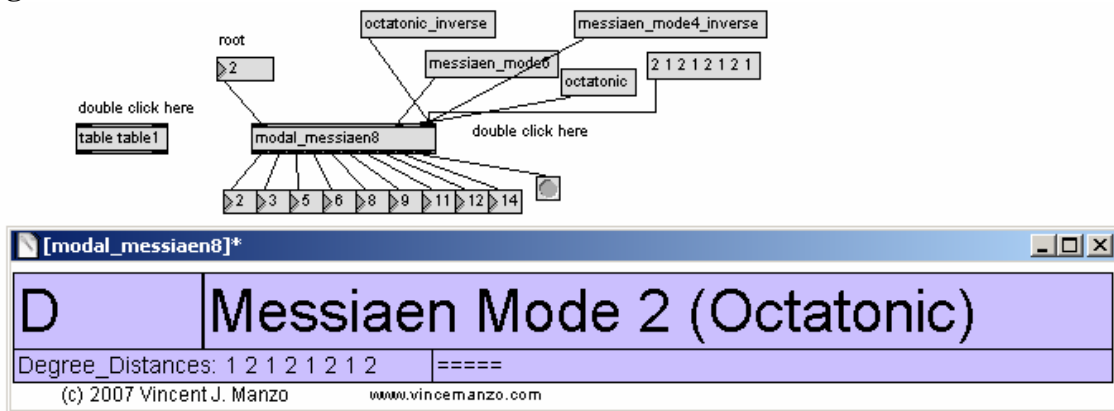 octatonic_inverse
messiaen_mode4_inverse
root
2
messiaen_mode6
2 1 2 1 2 1 2 1
octatonic
double click here
table table1
modal_messiaen8
double click here
2 3 5 6 8 9 11 12 14
[modal_messiaen8]*
D
Messiaen Mode 2 (Octatonic)
Degree_Distances: 1 2 1 2 1 2 1 2
=====
(c) 2007 Vincent J. Manzo
www.vincemanzo.com